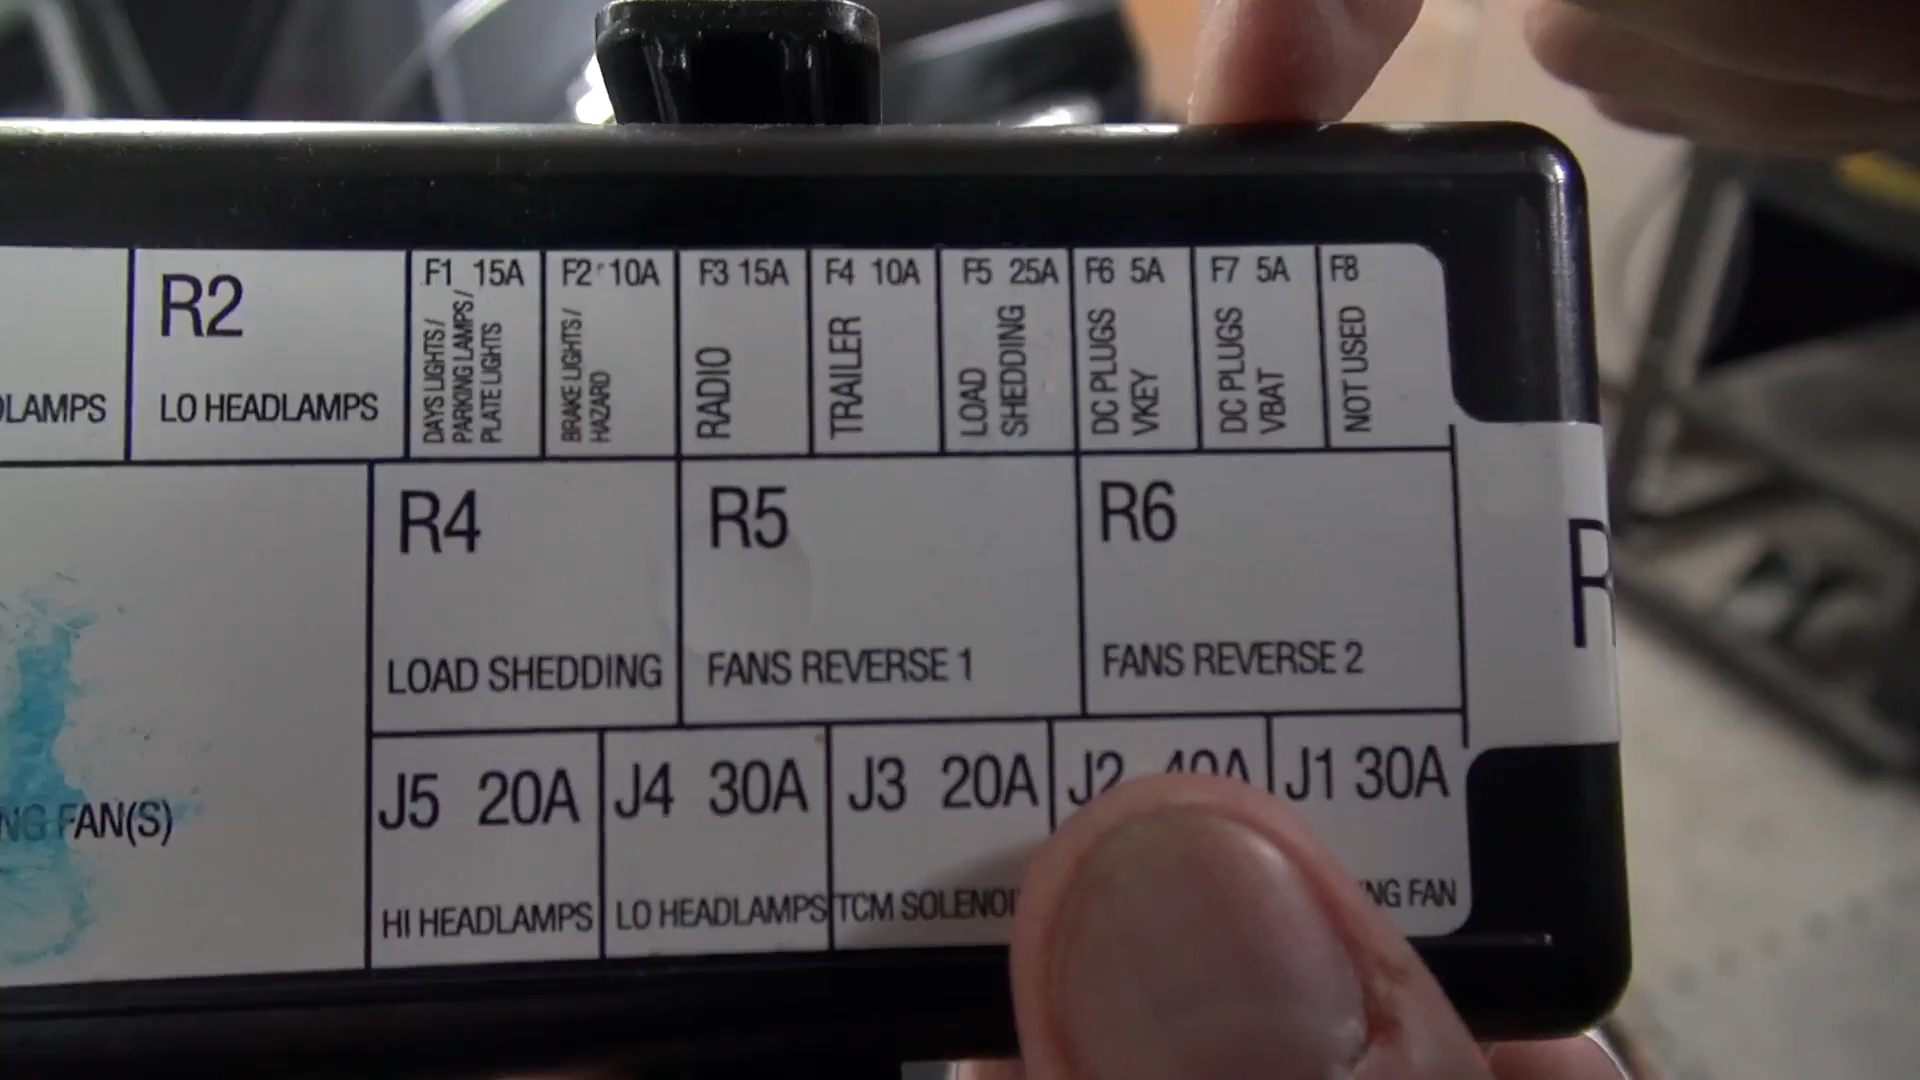 R2
LAMPS
LO HEADLAMPS
F1 15A
DAYS LIGHTS /
PARKING LAMPS /
PLATE LIGHTS
F2 10A
BRAKE LIGHTS /
HAZARD
F3 15A
RADIO
F4 10A
TRAILER
F5 25A
LOAD
SHEDDING
F6 5A
DC PLUGS
VKEY
F7 5A
DC PLUGS
VBAT
F8
NOT USED
R4
LOAD SHEDDING
R5
FANS REVERSE 1
R6
FANS REVERSE 2
R
NG FAN(S)
J5 20A
HI HEADLAMPS
J4 30A
LO HEADLAMPS
J3 20A
TCM SOLENOI
J2 40A
J1 30A
NG FAN